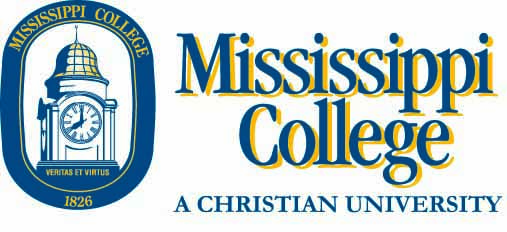 MISSISSIPPI COLLEGE
VERITAS ET VIRTUS
1826
Mississippi
College
A CHRISTIAN UNIVERSITY